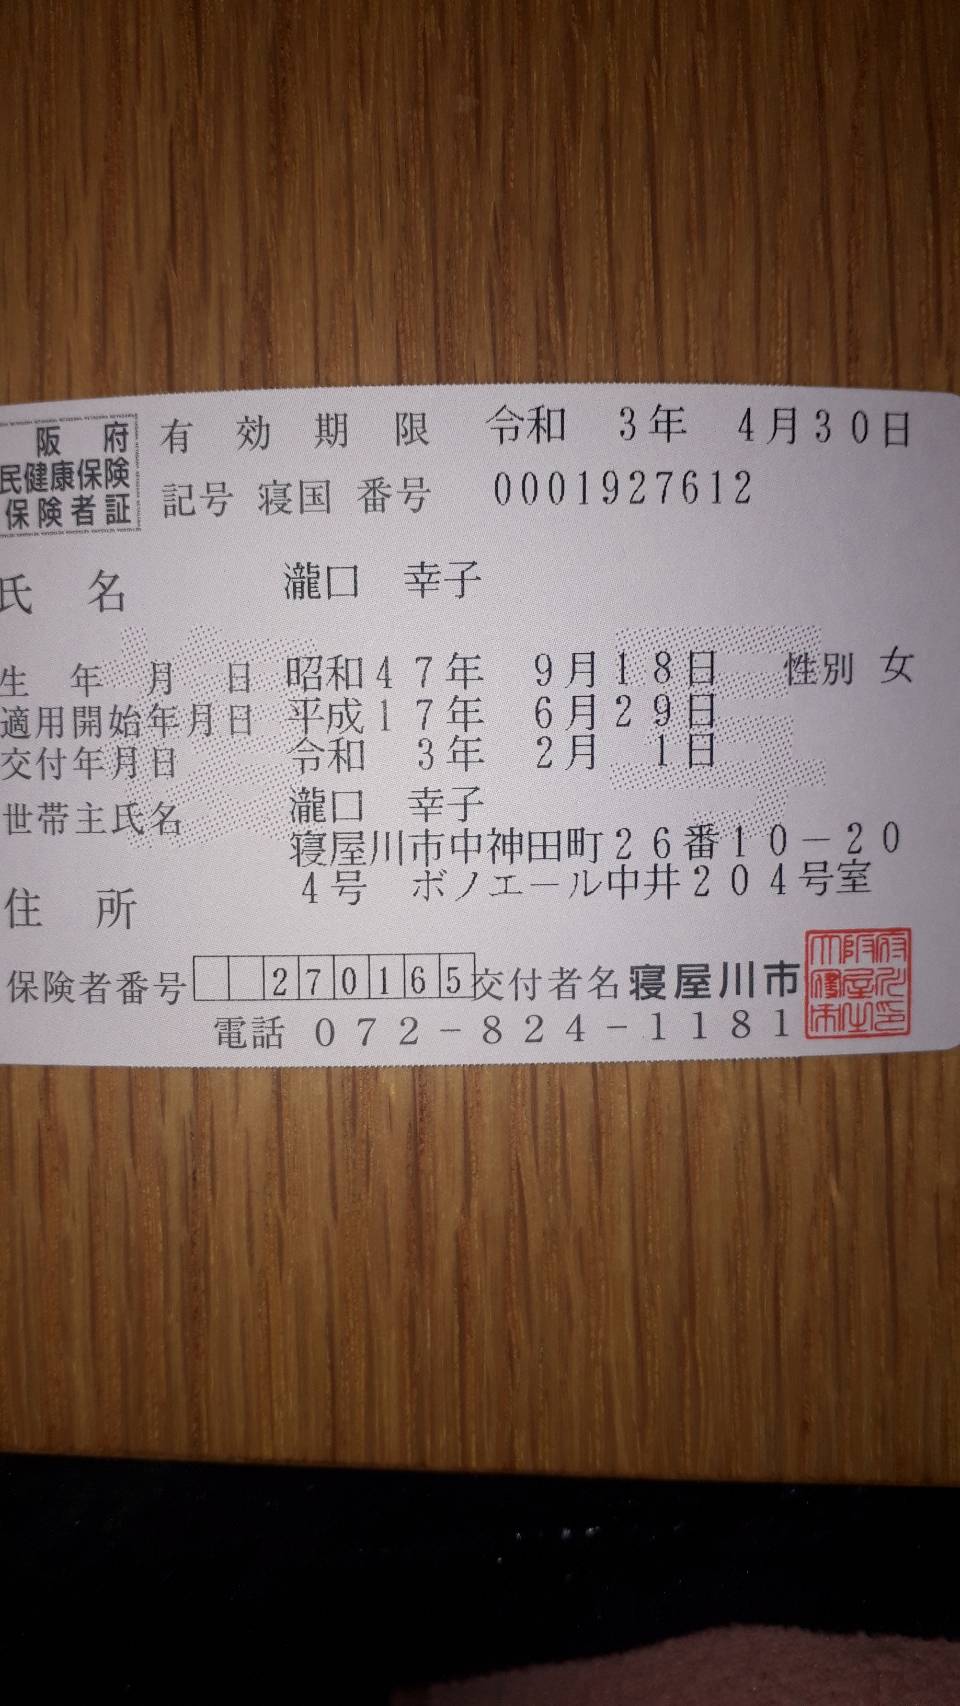 阪府
民健康保険
保険者証
有効期限 令和 3年 4月30日
記号 寝国 番号 0001927612
氏名 瀧口 幸子
生年月日 昭和47年 9月18日 性別 女
適用開始年月日 平成17年 6月29日
交付年月日 令和 3年 2月 1日
世帯主氏名 瀧口 幸子
住所 寝屋川市中神田町26番10-20
4号 ボノエール中井204号室
保険者番号 270165 交付者名 寝屋川市
電話 072-824-1181